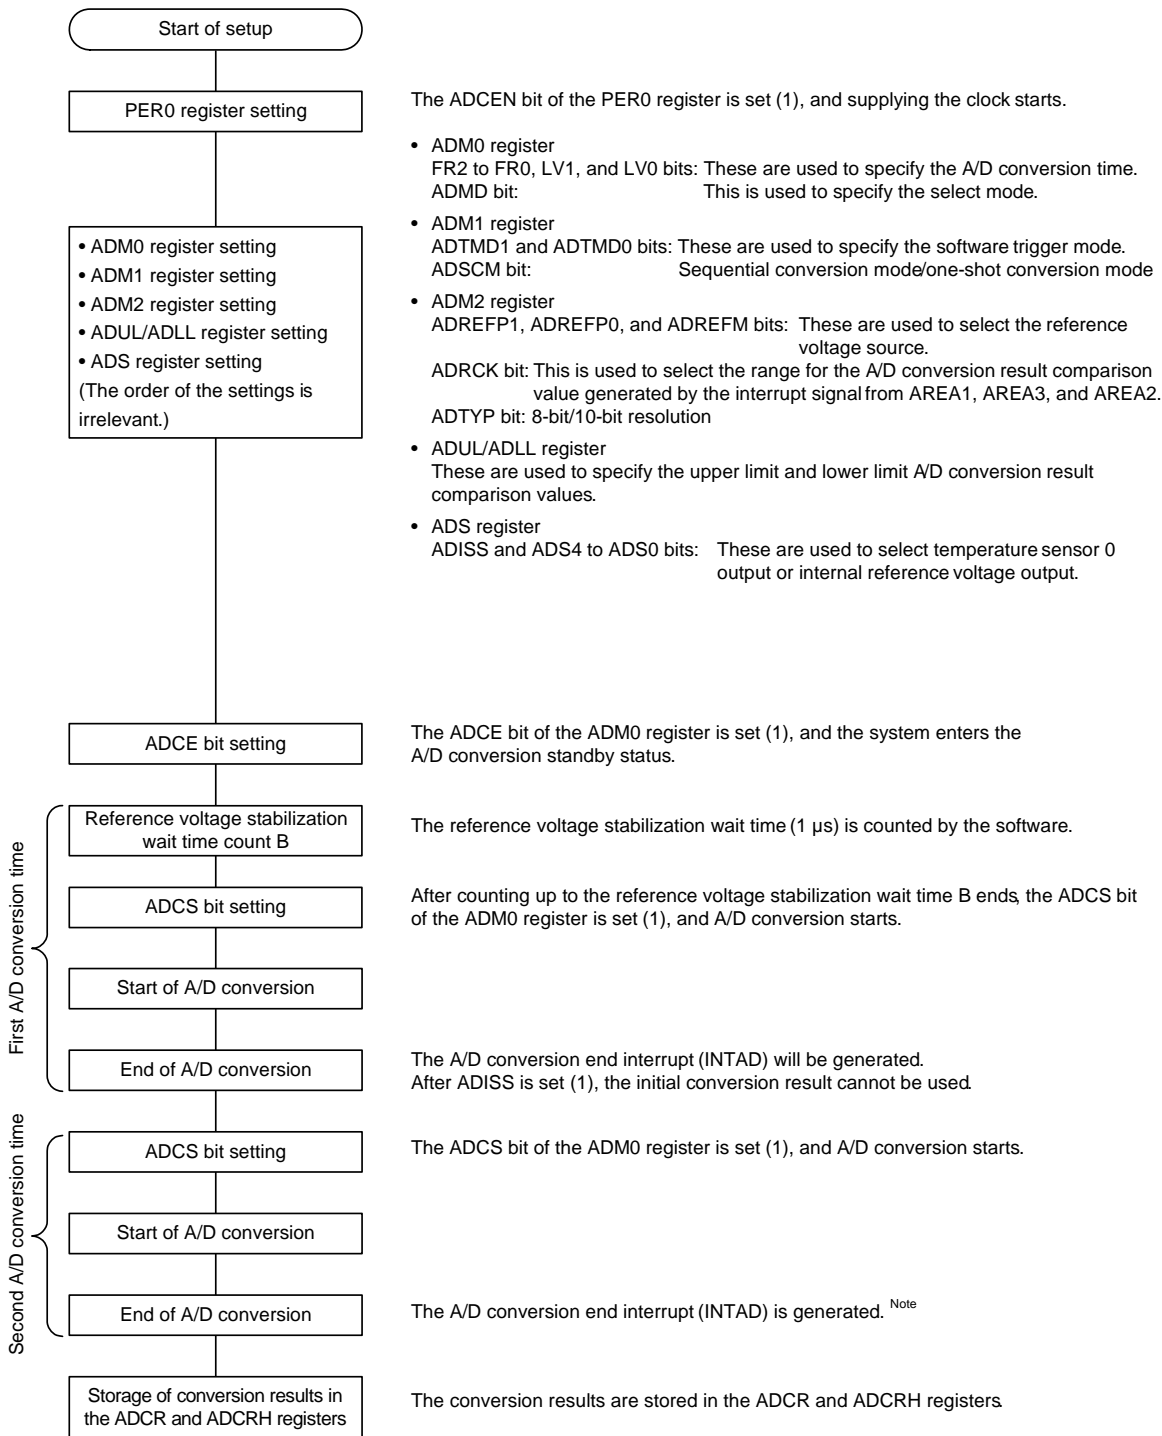 Start of setup
PER0 register setting
The ADCEN bit of the PER0 register is set (1), and supplying the clock starts.
• ADM0 register setting
• ADM1 register setting
• ADM2 register setting
• ADUL/ADLL register setting
• ADS register setting
(The order of the settings is
irrelevant.)
• ADM0 register
FR2 to FR0, LV1, and LV0 bits: These are used to specify the A/D conversion time.
ADMD bit: This is used to specify the select mode.
• ADM1 register
ADTMD1 and ADTMD0 bits: These are used to specify the software trigger mode.
ADSCM bit: Sequential conversion mode/one-shot conversion mode
• ADM2 register
ADREFP1, ADREFP0, and ADREFM bits: These are used to select the reference
voltage source.
ADRCK bit: This is used to select the range for the A/D conversion result comparison
value generated by the interrupt signal from AREA1, AREA3, and AREA2.
ADTYP bit: 8-bit/10-bit resolution
• ADUL/ADLL register
These are used to specify the upper limit and lower limit A/D conversion result
comparison values.
• ADS register
ADISS and ADS4 to ADS0 bits: These are used to select temperature sensor 0
output or internal reference voltage output.
ADCE bit setting
The ADCE bit of the ADM0 register is set (1), and the system enters the
A/D conversion standby status.
First A/D conversion time
Reference voltage stabilization
wait time count B
The reference voltage stabilization wait time (1 µs) is counted by the software.
ADCS bit setting
After counting up to the reference voltage stabilization wait time B ends, the ADCS bit
of the ADM0 register is set (1), and A/D conversion starts.
Start of A/D conversion
End of A/D conversion
The A/D conversion end interrupt (INTAD) will be generated.
After ADISS is set (1), the initial conversion result cannot be used.
Second A/D conversion time
ADCS bit setting
The ADCS bit of the ADM0 register is set (1), and A/D conversion starts.
Start of A/D conversion
End of A/D conversion
The A/D conversion end interrupt (INTAD) is generated. Note
Storage of conversion results in
the ADCR and ADCRH registers
The conversion results are stored in the ADCR and ADCRH registers.